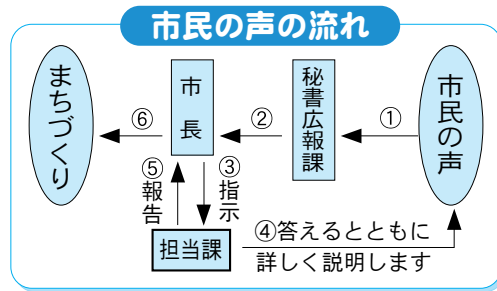 市民の声の流れ
まちづくり
⑥
市長
②
秘書広報課
①
市民の声
⑤報告
③指示
担当課
④答えるとともに
詳しく説明します